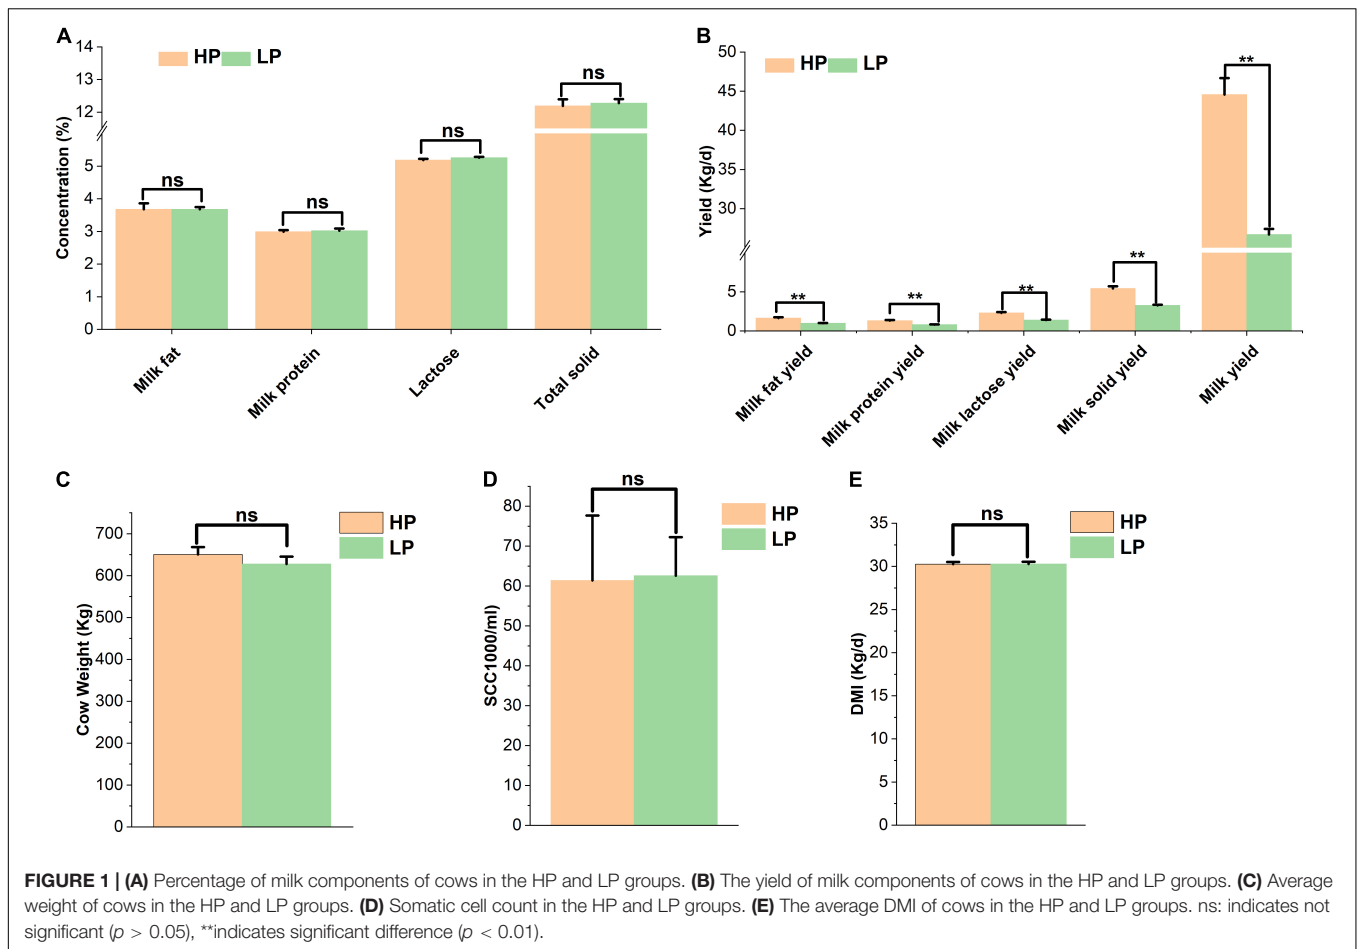 A
HP LP
Concentration (%)
14
13
12
5
4
3
2
1
0
ns
ns
ns
ns
Milk fat
Milk protein
Lactose
Total solid
B
HP LP
Yield (Kg/d)
50
45
40
35
30
5
0
**
**
**
**
**
Milk fat yield
Milk protein yield
Milk lactose yield
Milk solid yield
Milk yield
C
ns
HP
LP
Cow Weight (Kg)
700
600
500
400
300
200
100
0
D
ns
HP
LP
SCC1000/ml)
80
70
60
50
40
30
20
10
0
E
ns
HP
LP
DMI (Kg/d)
35
30
25
20
15
10
5
0
FIGURE 1 | (A) Percentage of milk components of cows in the HP and LP groups. (B) The yield of milk components of cows in the HP and LP groups. (C) Average
weight of cows in the HP and LP groups. (D) Somatic cell count in the HP and LP groups. (E) The average DMI of cows in the HP and LP groups. ns: indicates not
significant (p > 0.05), **indicates significant difference (p < 0.01).